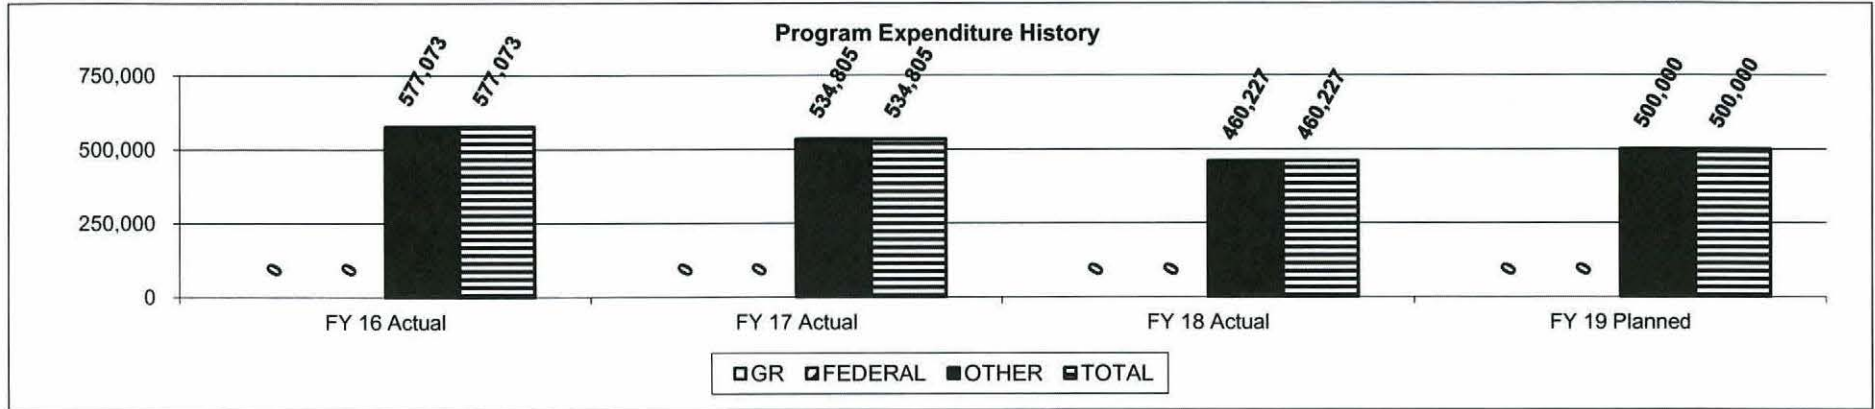 Program Expenditure History
750,000
500,000
250,000
0
0 0 577,073 577,073
0 0 534,805 534,805
0 0 460,227 460,227
0 0 500,000 500,000
FY 16 Actual FY 17 Actual FY 18 Actual FY 19 Planned
GR FEDERAL OTHER TOTAL